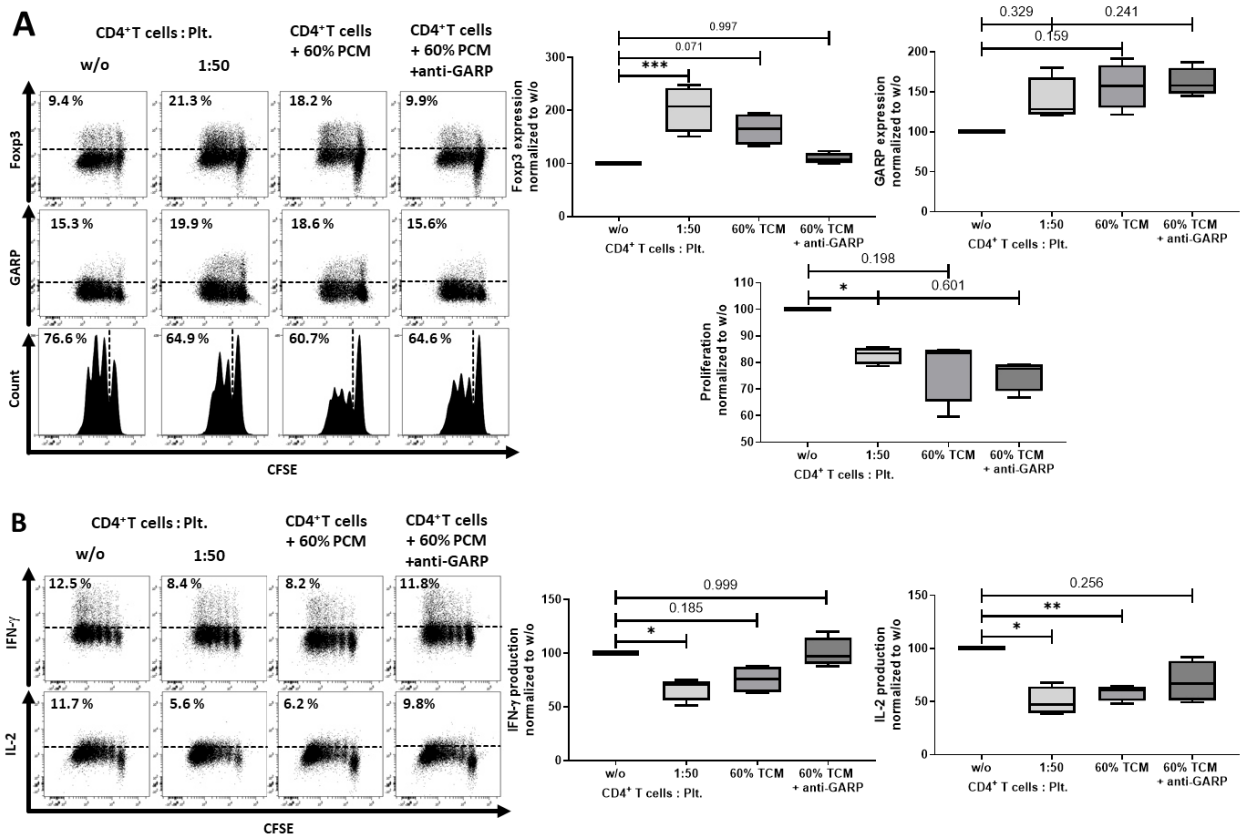 A
CD4⁺T cells : Plt.
w/o
1:50
CD4⁺T cells
+ 60% PCM
CD4⁺T cells
+ 60% PCM
+anti-GARP
Foxp3
9.4 %
21.3 %
18.2 %
9.9%
GARP
15.3 %
19.9 %
18.6 %
15.6%
Count
76.6 %
64.9 %
60.7%
64.6 %
CFSE
0.997
0.071
***
Foxp3 expression
normalized to w/o
300
200
100
0
w/o
1:50
60% TCM
60% TCM
+ anti-GARP
CD4⁺ T cells : Plt.
0.329
0.241
0.159
GARP expression
normalized to w/o
200
150
100
50
0
w/o
1:50
60% TCM
60% TCM
+ anti-GARP
CD4⁺ T cells : Plt.
0.198
*
0.601
Proliferation
normalized to w/o
110
100
90
80
70
60
50
w/o
1:50
60% TCM
60% TCM
+ anti-GARP
CD4⁺ T cells : Plt.
B
CD4⁺T cells : Plt.
w/o
1:50
CD4⁺T cells
+ 60% PCM
CD4⁺T cells
+ 60% PCM
+anti-GARP
IFN-γ
12.5 %
8.4 %
8.2 %
11.8%
IL-2
11.7 %
5.6 %
6.2 %
9.8%
CFSE
0.999
0.185
*
IFN-γ production
normalized to w/o
150
100
50
0
w/o
1:50
60% TCM
60% TCM
+ anti-GARP
CD4⁺ T cells : Plt.
0.256
**
*
IL-2 production
normalized to w/o
150
100
50
0
w/o
1:50
60% TCM
60% TCM
+ anti-GARP
CD4⁺ T cells : Plt.